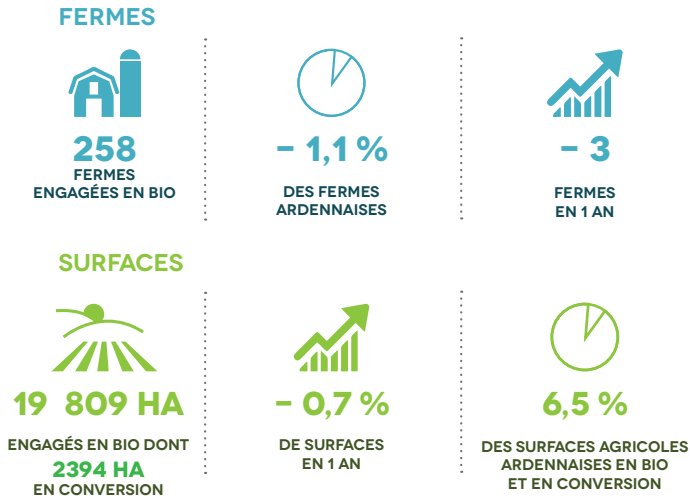 FERMES
258
FERMES
ENGAGÉES EN BIO
– 1,1 %
DES FERMES
ARDENNAISES
– 3
FERMES
EN 1 AN
SURFACES
19 809 HA
ENGAGÉS EN BIO DONT
2394 HA
EN CONVERSION
– 0,7 %
DE SURFACES
EN 1 AN
6,5 %
DES SURFACES AGRICOLES
ARDENNAISES EN BIO
ET EN CONVERSION